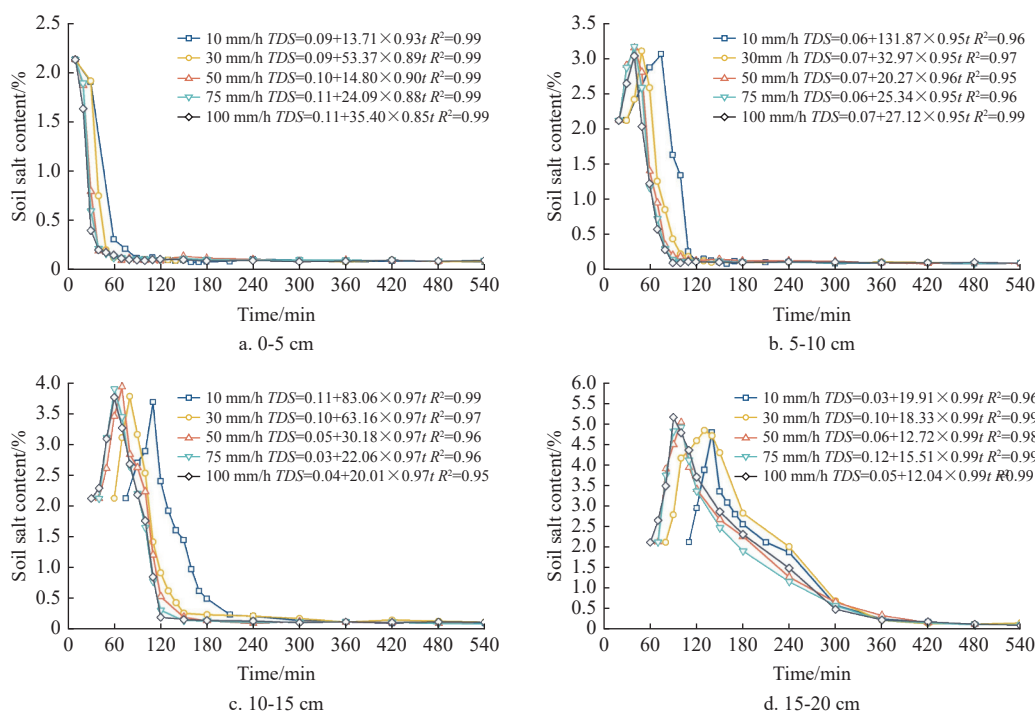 2.5
2.0
1.5
1.0
0.5
0
Soil salt content/%
10 mm/h TDS=0.09+13.71×0.93t R²=0.99
30 mm/h TDS=0.09+53.37×0.89t R²=0.99
50 mm/h TDS=0.10+14.80×0.90t R²=0.99
75 mm/h TDS=0.11+24.09×0.88t R²=0.99
100 mm/h TDS=0.11+35.40×0.85t R²=0.99
0 60 120 180 240 300 360 420 480 540
Time/min
a. 0-5 cm
3.5
3.0
2.5
2.0
1.5
1.0
0.5
0
Soil salt content/%
10 mm/h TDS=0.06+131.87×0.95t R²=0.96
30mm/h TDS=0.07+32.97×0.95t R²=0.97
50 mm/h TDS=0.07+20.27×0.96t R²=0.95
75 mm/h TDS=0.06+25.34×0.95t R²=0.96
100 mm/h TDS=0.07+27.12×0.95t R²=0.99
0 60 120 180 240 300 360 420 480 540
Time/min
b. 5-10 cm
4.0
3.5
3.0
2.5
2.0
1.5
1.0
0.5
0
Soil salt content/%
10 mm/h TDS=0.11+83.06×0.97t R²=0.99
30 mm/h TDS=0.10+63.16×0.97t R²=0.97
50 mm/h TDS=0.05+30.18×0.97t R²=0.96
75 mm/h TDS=0.03+22.06×0.97t R²=0.96
100 mm/h TDS=0.04+20.01×0.97t R²=0.95
0 60 120 180 240 300 360 420 480 540
Time/min
c. 10-15 cm
6.0
5.5
5.0
4.5
4.0
3.5
3.0
2.5
2.0
1.5
1.0
0.5
0
Soil salt content/%
10 mm/h TDS=0.03+19.91×0.99t R²=0.96
30 mm/h TDS=0.10+18.33×0.99t R²=0.99
50 mm/h TDS=0.06+12.72×0.99t R²=0.99
75 mm/h TDS=0.12+15.51×0.99t R²=0.99
100 mm/h TDS=0.05+12.04×0.99t R²=0.99
0 60 120 180 240 300 360 420 480 540
Time/min
d. 15-20 cm